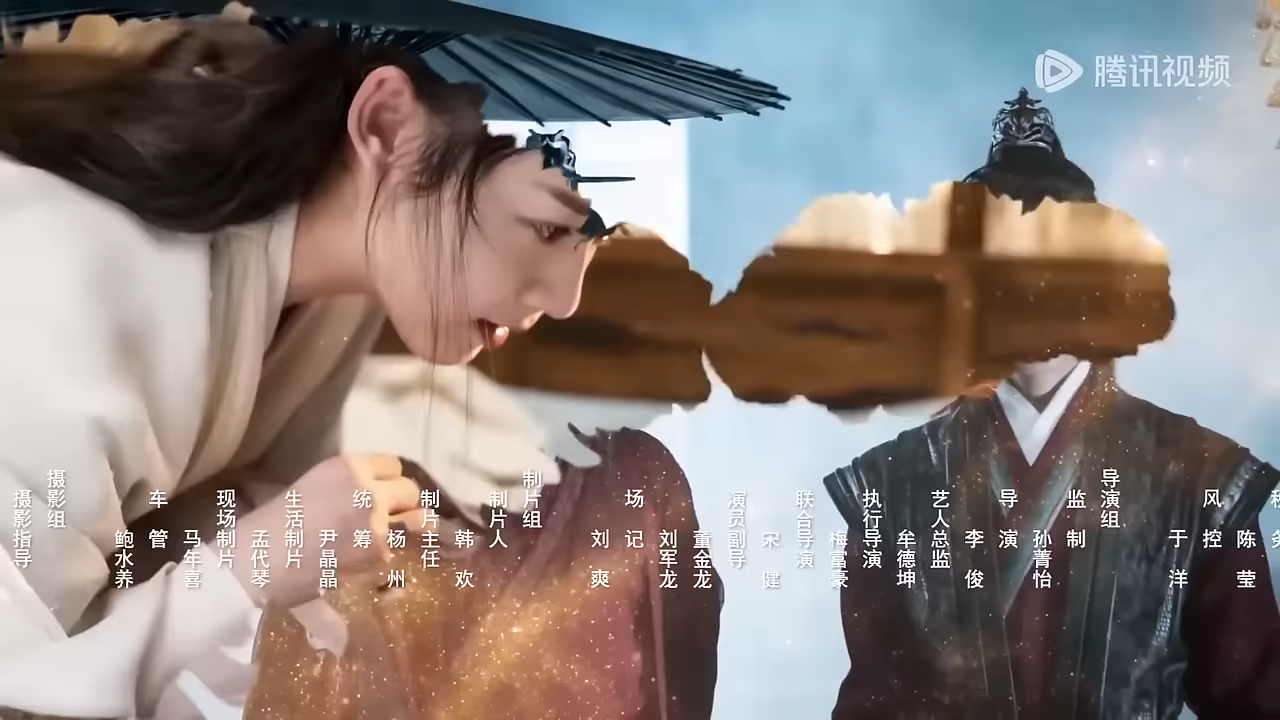 腾讯视频
陈莹
风控
于洋
导演组
监制
孙菁怡
导演
李俊
艺人总监
牟德坤
执行导演
梅富豪
联合导演
宋健
演员副导
董金龙
刘军龙
场记
刘爽
制片组
制片人
韩欢
制片主任
杨州
统筹
尹晶晶
生活制片
孟代琴
现场制片
马年喜
车管
鲍水养
摄影组
摄影指导